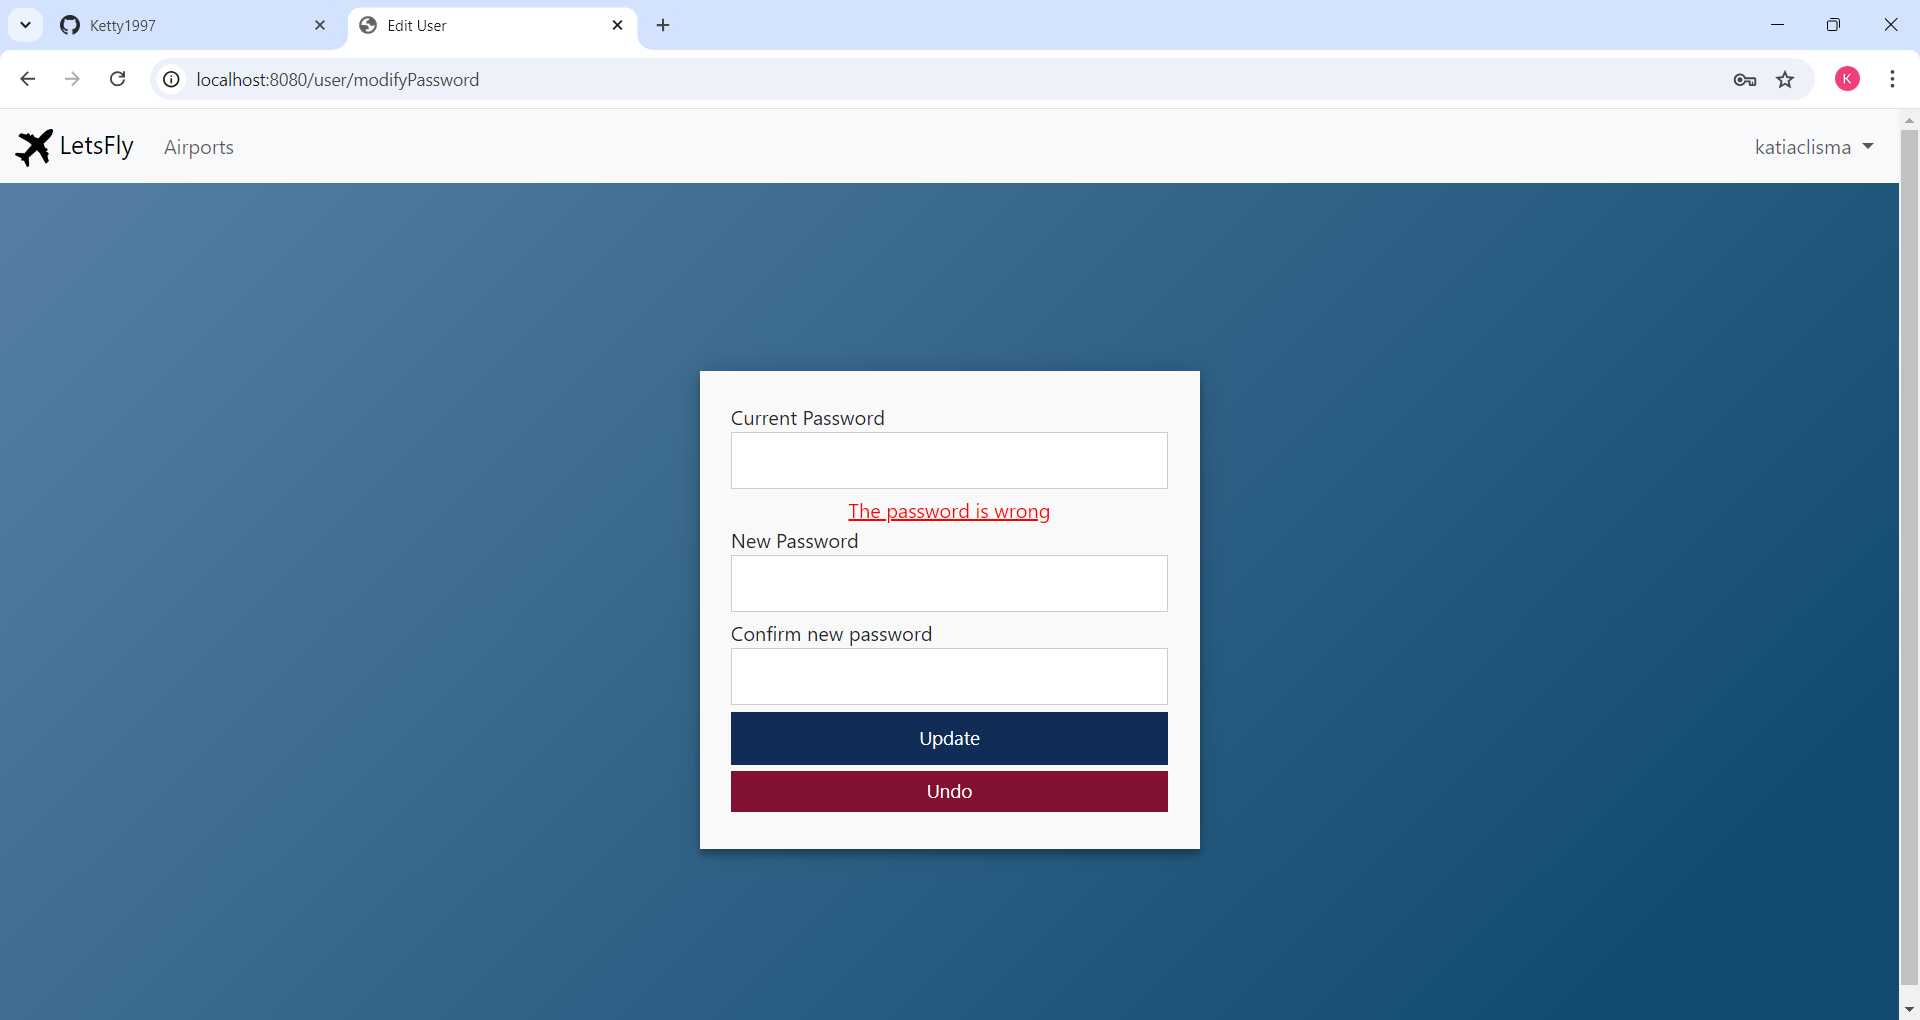 Ketty1997
Edit User
localhost:8080/user/modifyPassword
K
LetsFly
Airports
katiaclisma
Current Password
The password is wrong
New Password
Confirm new password
Update
Undo